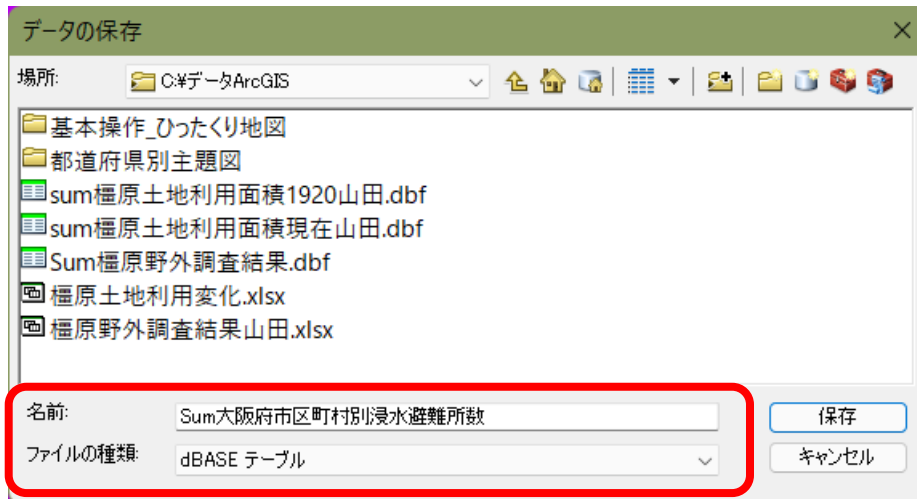 データの保存
場所:
C:¥データArcGIS
基本操作_ひったくり地図
都道府県別主題図
sum橿原土地利用面積1920山田.dbf
sum橿原土地利用面積現在山田.dbf
Sum橿原野外調査結果.dbf
橿原土地利用変化.xlsx
橿原野外調査結果山田.xlsx
名前:
Sum大阪府市区町村別浸水避難所数
保存
ファイルの種類:
dBASE テーブル
キャンセル